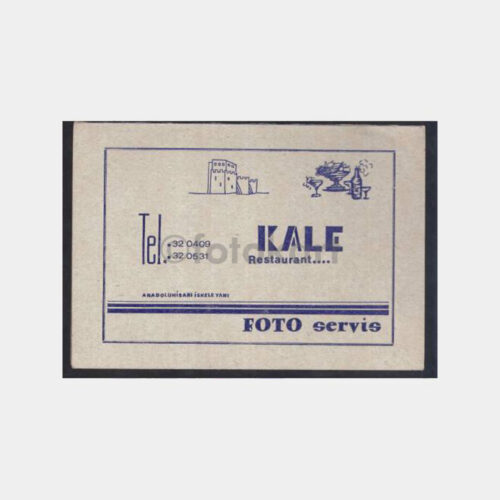 Tel.:
32 0409
32 0531
KALE
Restaurant....
ANADOLUHİSARI İSKELE YANI
FOTO servis